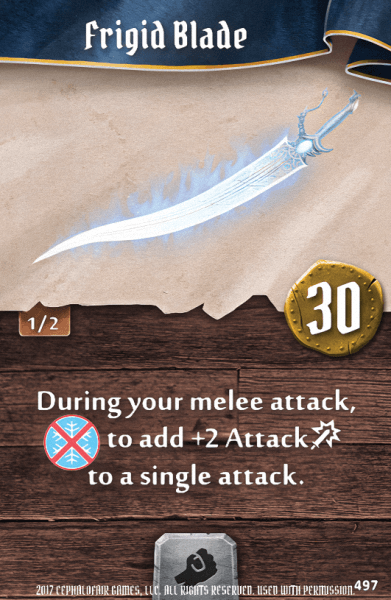 Frigid Blade
30
1/2
During your melee attack,
to add +2 Attack
to a single attack.
2017 CEPHALOFAIR GAMES, LLC. ALL RIGHTS RESERVED. USED WITH PERMISSION. 497